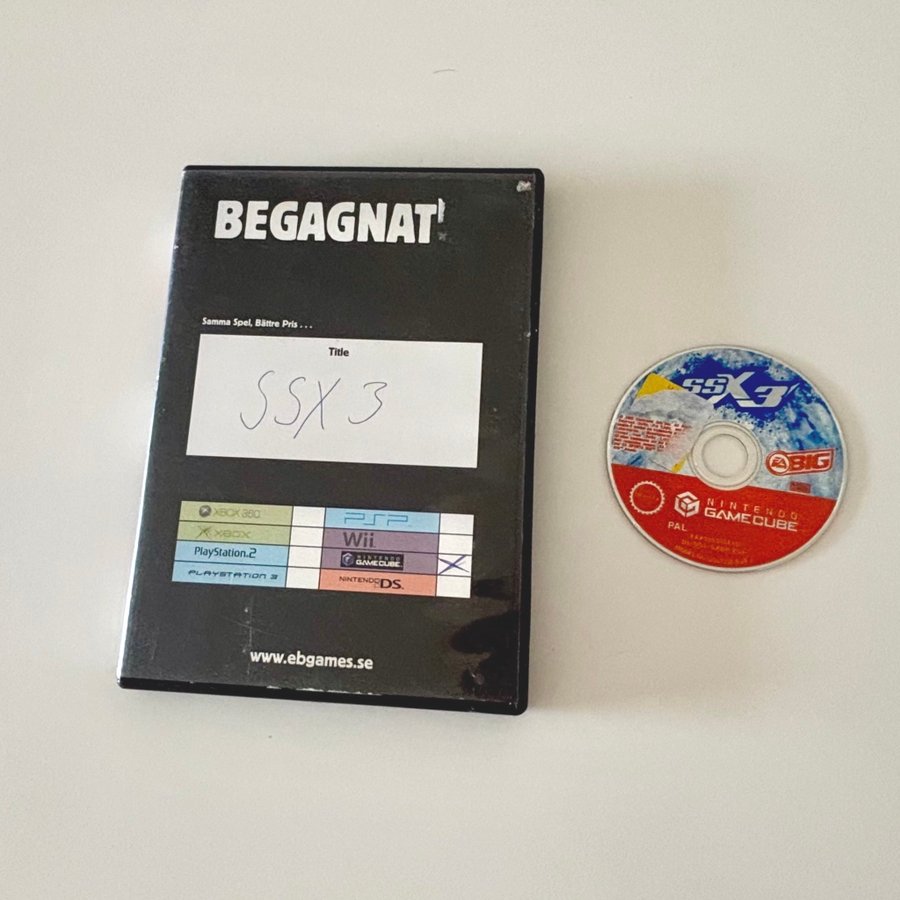 BEGAGNAT!
Samma Spel, Bättre Pris . . .
Title
SSX 3
XBOX 360
PSP
XBOX
Wii
PlayStation.2
NINTENDO
GAMECUBE.
X
PLAYSTATION 3
NINTENDO DS.
www.ebgames.se
SSX3
EA BIG
NINTENDO
GAMECUBE
PAL